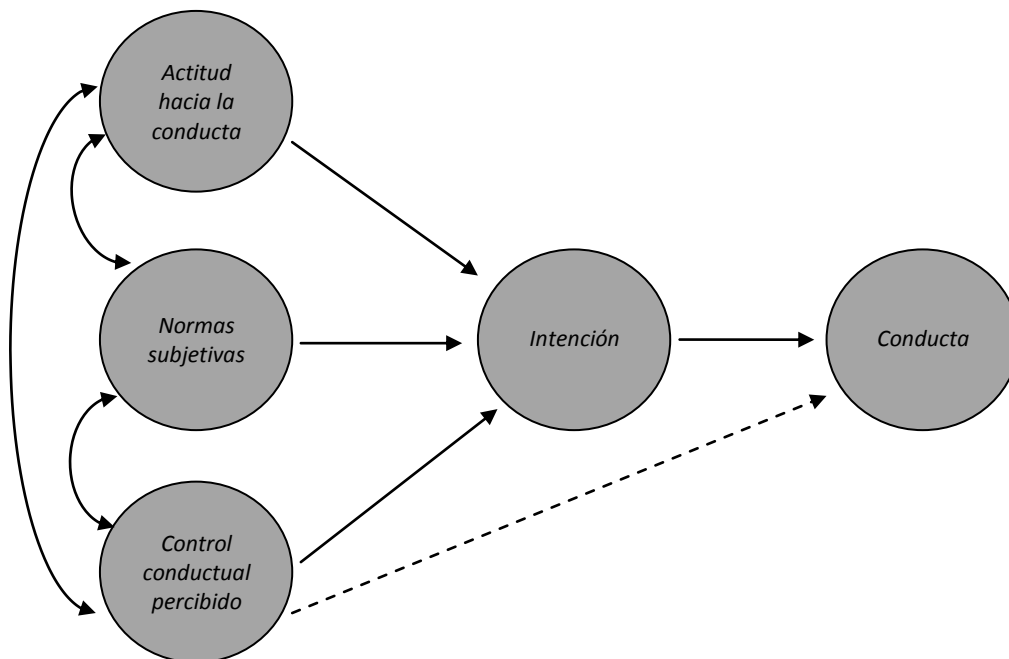 Actitud
hacia la
conducta
Normas
subjetivas
Intención
Conducta
Control
conductual
percibido